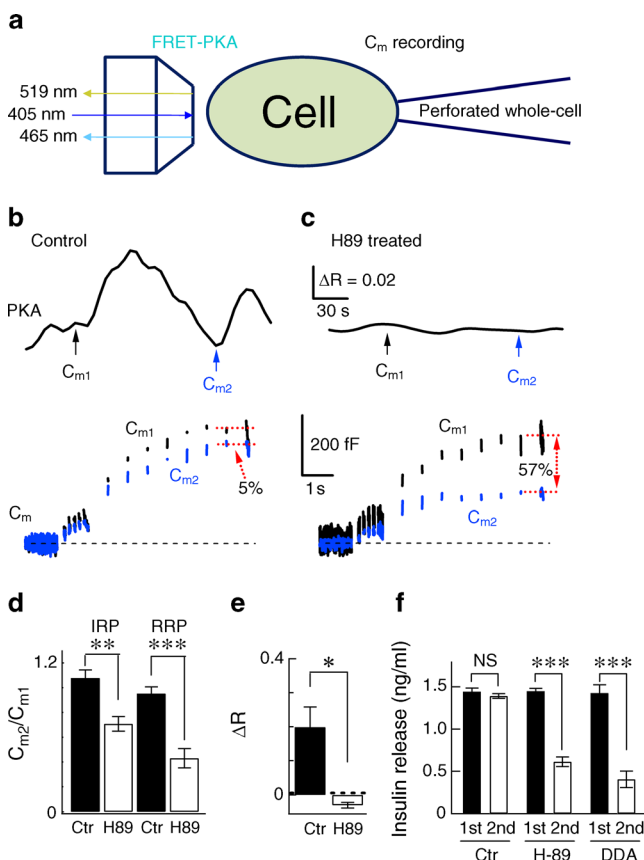 a
FRET-PKA
Cₘ recording
519 nm
405 nm
465 nm
Cell
Perforated whole-cell
b
Control
PKA
Cₘ₁
Cₘ₂
Cₘ₁
Cₘ₂
5%
Cₘ
c
H89 treated
ΔR = 0.02
30 s
Cₘ₁
Cₘ₂
200 fF
1 s
Cₘ₁
57%
Cₘ₂
d
IRP RRP
** ***
1.2
0
Cₘ₂/Cₘ₁
Ctr H89 Ctr H89
e
0.4
*
ΔR
0
Ctr H89
f
NS *** ***
Insulin release (ng/ml)
1.5
1.0
0.5
0
1st 2nd 1st 2nd 1st 2nd
Ctr H-89 DDA